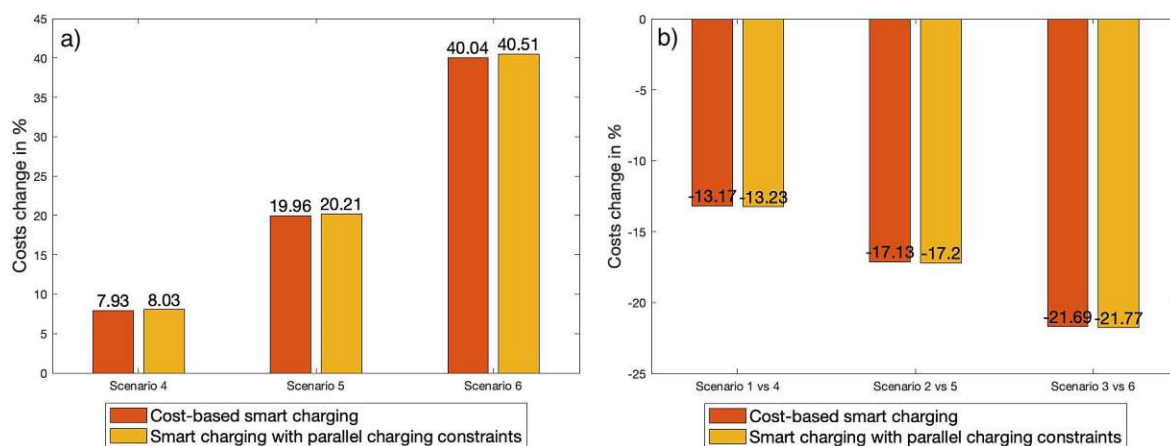 a)
Costs change in %
45
40
35
30
25
20
15
10
5
0
7.93 8.03
19.96 20.21
40.04 40.51
Scenario 4 Scenario 5 Scenario 6
Cost-based smart charging
Smart charging with parallel charging constraints
b)
Costs change in %
0
-5
-10
-15
-20
-25
-13.17 -13.23
-17.13 -17.2
-21.69 -21.77
Scenario 1 vs 4 Scenario 2 vs 5 Scenario 3 vs 6
Cost-based smart charging
Smart charging with parallel charging constraints